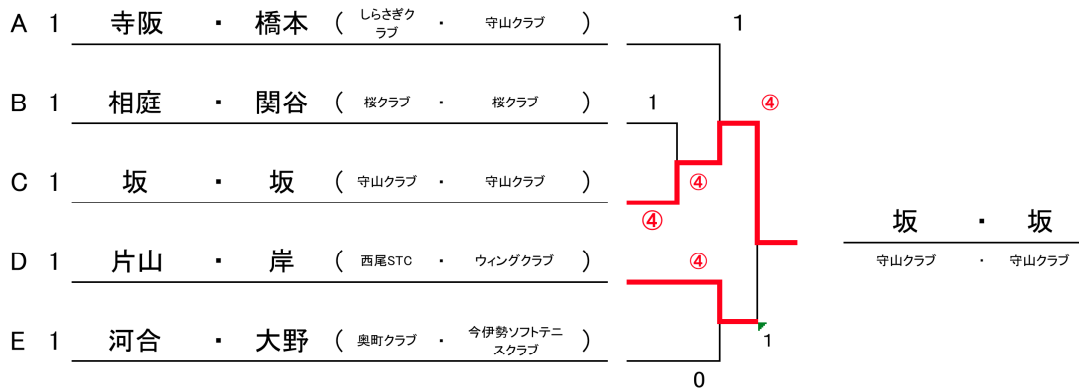 A 1 寺阪 ・ 橋本 ( しらさぎクラブ ・ 守山クラブ ) 1
B 1 相庭 ・ 関谷 ( 桜クラブ ・ 桜クラブ ) 1 ④
C 1 坂 ・ 坂 ( 守山クラブ ・ 守山クラブ ) ④
④
坂 ・ 坂
守山クラブ ・ 守山クラブ
D 1 片山 ・ 岸 ( 西尾STC ・ ウィングクラブ ) ④
E 1 河合 ・ 大野 ( 奥町クラブ ・ 今伊勢ソフトテニスクラブ ) 1
0